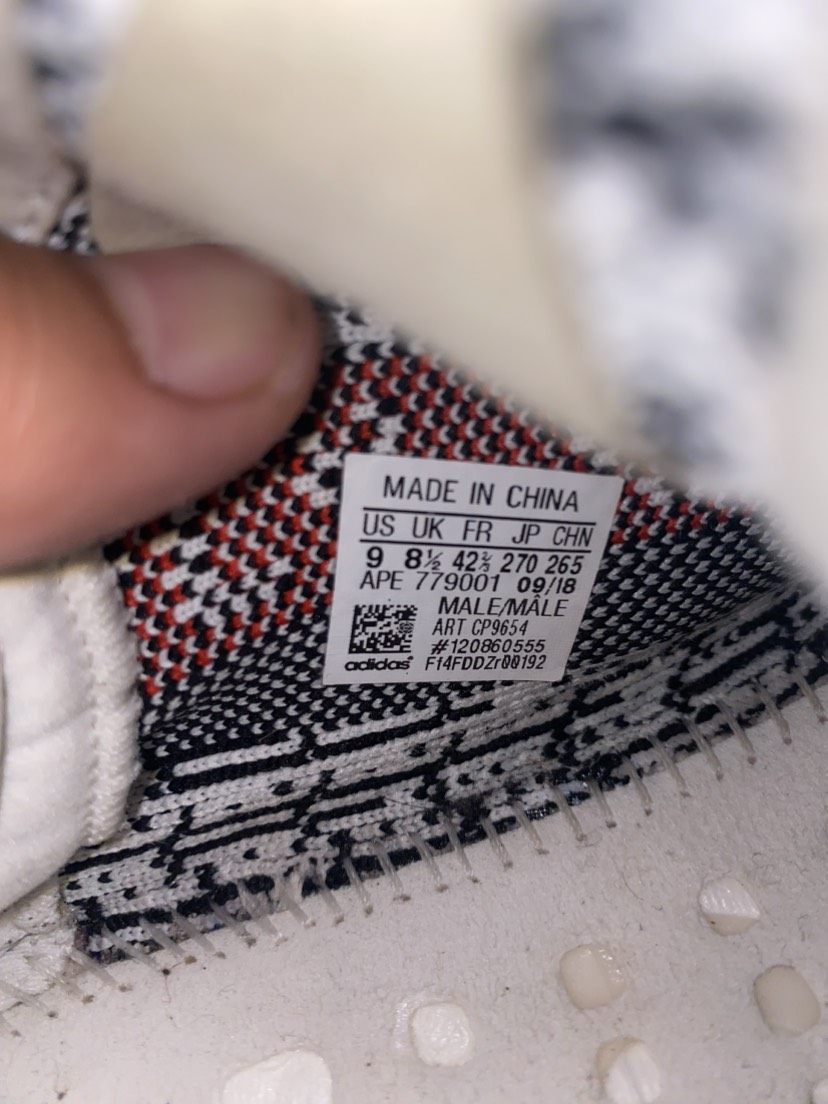 MADE IN CHINA
US UK FR JP CHN
9 8½ 42⅔ 270 265
APE 779001 09/18
MALE/MÂLE
ART CP9654
#120860555
adidas® F14FDDZr00192